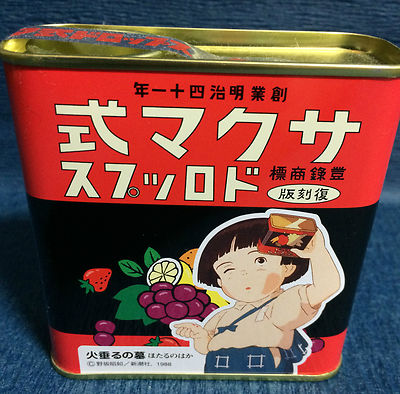 創業明治四十一年
サクマ式
登錄商標
ドロップス
復刻版
火垂るの墓 ほたるのはか
©野坂昭如/新潮社, 1988